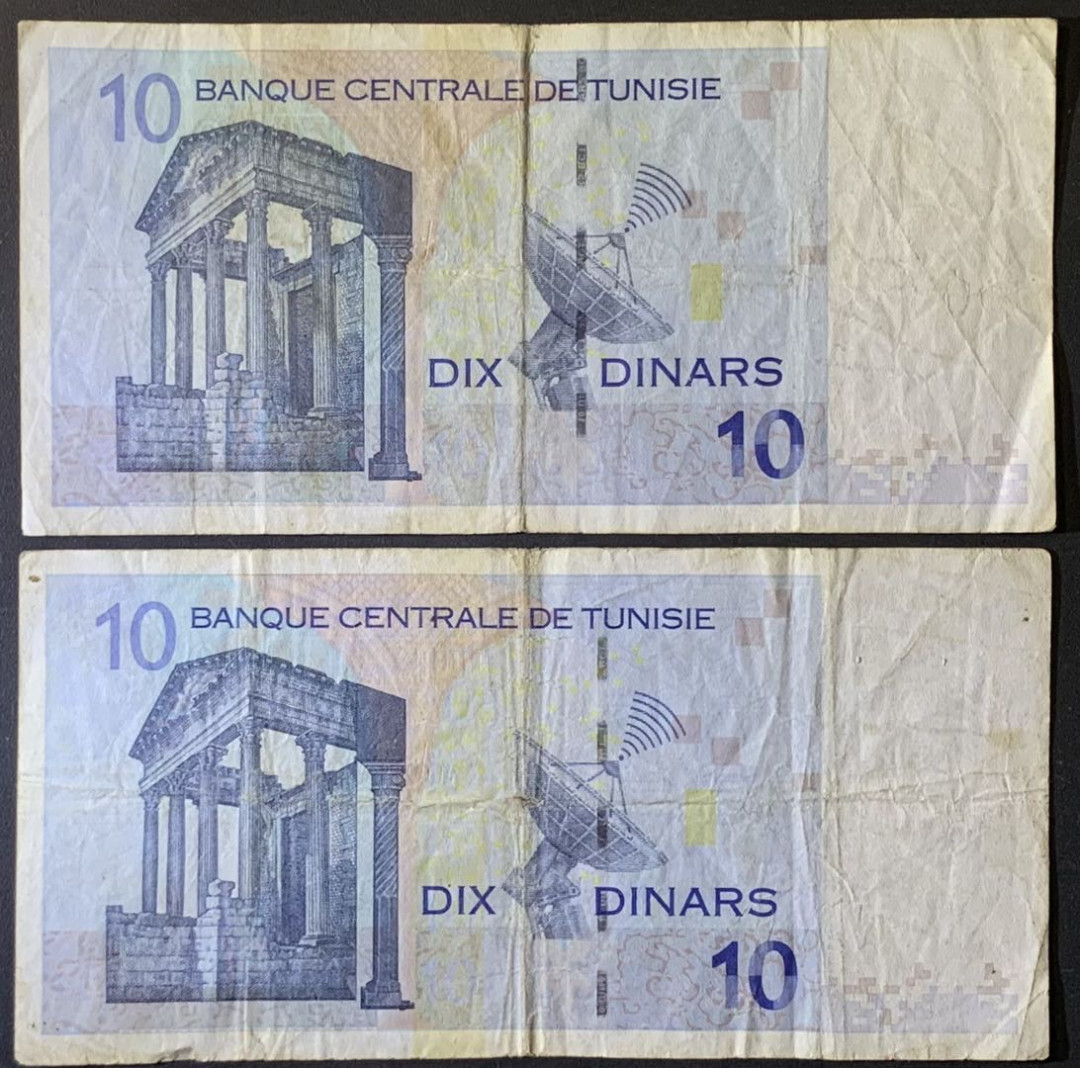 10 BANQUE CENTRALE DE TUNISIE
DIX DINARS
10
10 BANQUE CENTRALE DE TUNISIE
DIX DINARS
10